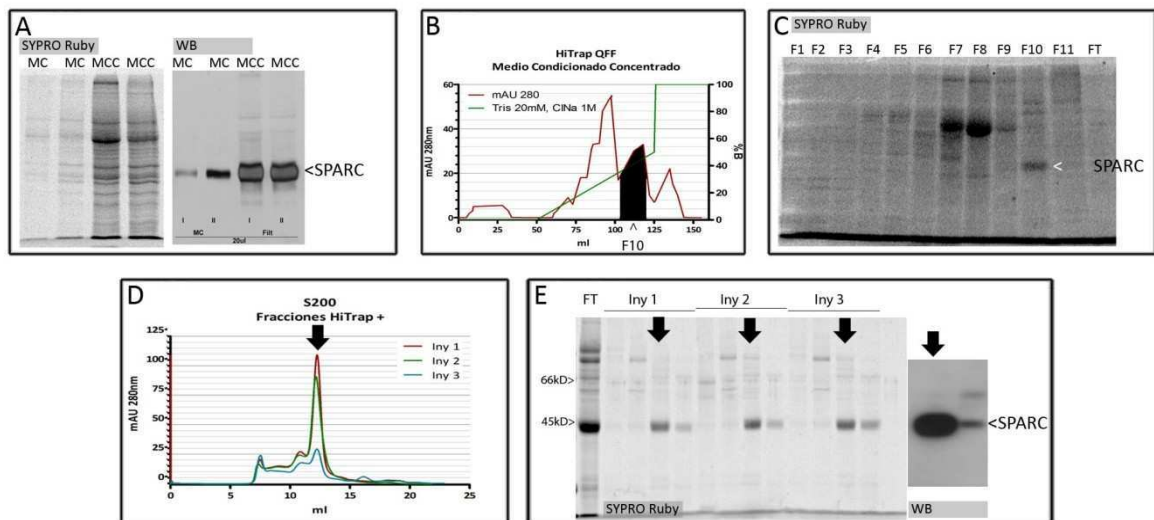 A
SYPRO Ruby WB
MC MC MCC MCC MC MC MCC MCC
<SPARC
I II I II
MC Filt
20ul
B
HiTrap QFF
Medio Condicionado Concentrado
mAU 280
Tris 20mM, ClNa 1M
mAU 280nm
60
40
20
0
%B
100
80
60
40
20
0
0 25 50 75 100 125 150
ml
^
F10
C
SYPRO Ruby
F1 F2 F3 F4 F5 F6 F7 F8 F9 F10 F11 FT
< SPARC
D
S200
Fracciones HiTrap +
Iny 1
Iny 2
Iny 3
mAU 280nm
125
100
75
50
25
0
0 5 10 15 20 25
ml
E
FT Iny 1 Iny 2 Iny 3
66kD>
45kD>
<SPARC
SYPRO Ruby WB